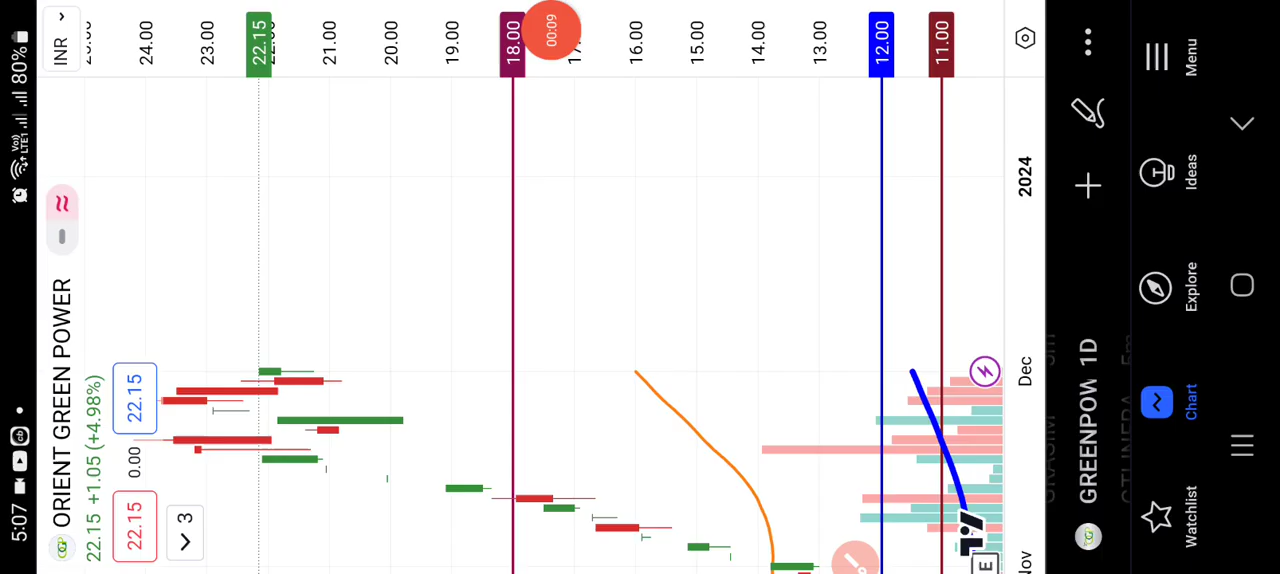 5:07
80%
Vo)) LTE1
ORIENT GREEN POWER
22.15 +1.05 (+4.98%)
22.15
0.00
22.15
3
INR
24.00
23.00
22.15
21.00
20.00
19.00
18.00
00:09
16.00
15.00
14.00
13.00
12.00
11.00
Nov
Dec
2024
E
GREENPOW 1D
Watchlist
Chart
Explore
Ideas
Menu